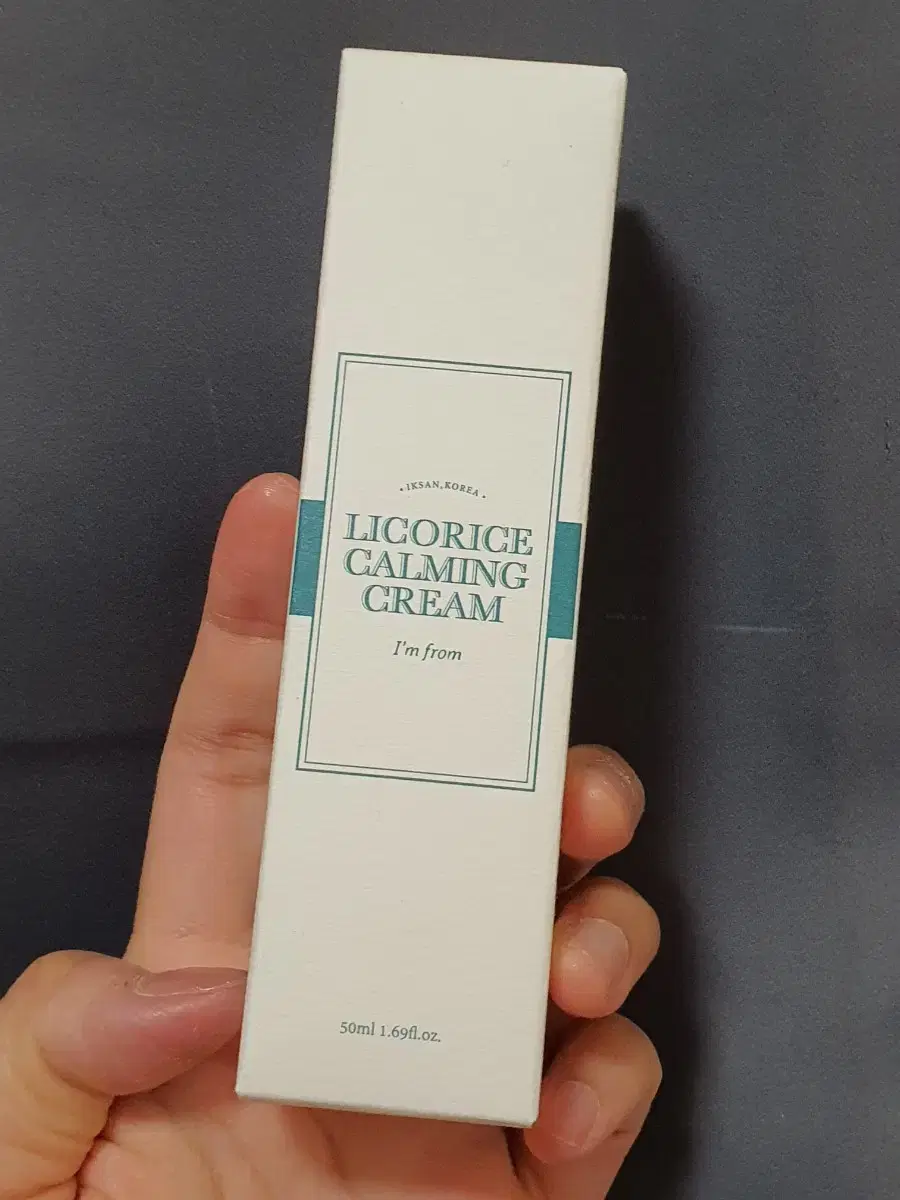 • IKSAN, KOREA •
LICORICE
CALMING
CREAM
I'm from
50ml 1.69fl.oz.